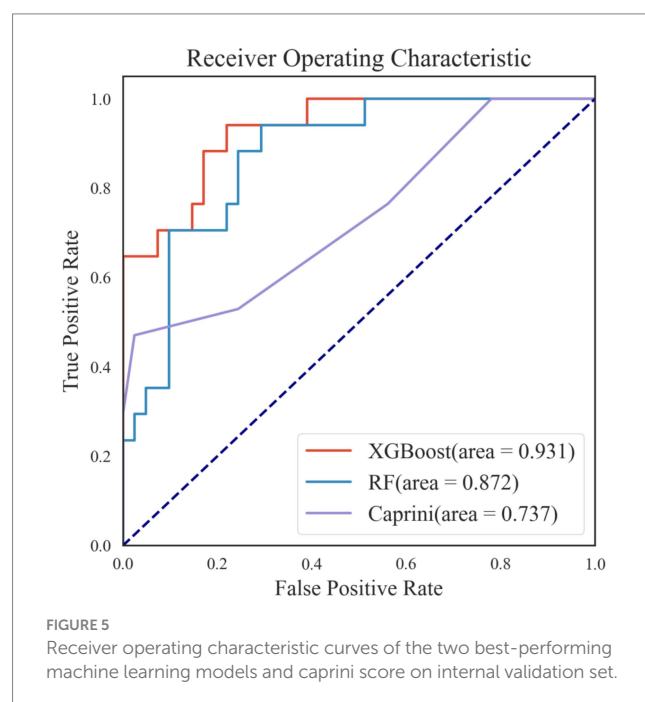 Receiver Operating Characteristic
True Positive Rate
1.0
0.8
0.6
0.4
0.2
0.0
XGBoost(area = 0.931)
RF(area = 0.872)
Caprini(area = 0.737)
0.0 0.2 0.4 0.6 0.8 1.0
False Positive Rate
FIGURE 5
Receiver operating characteristic curves of the two best-performing
machine learning models and caprini score on internal validation set.